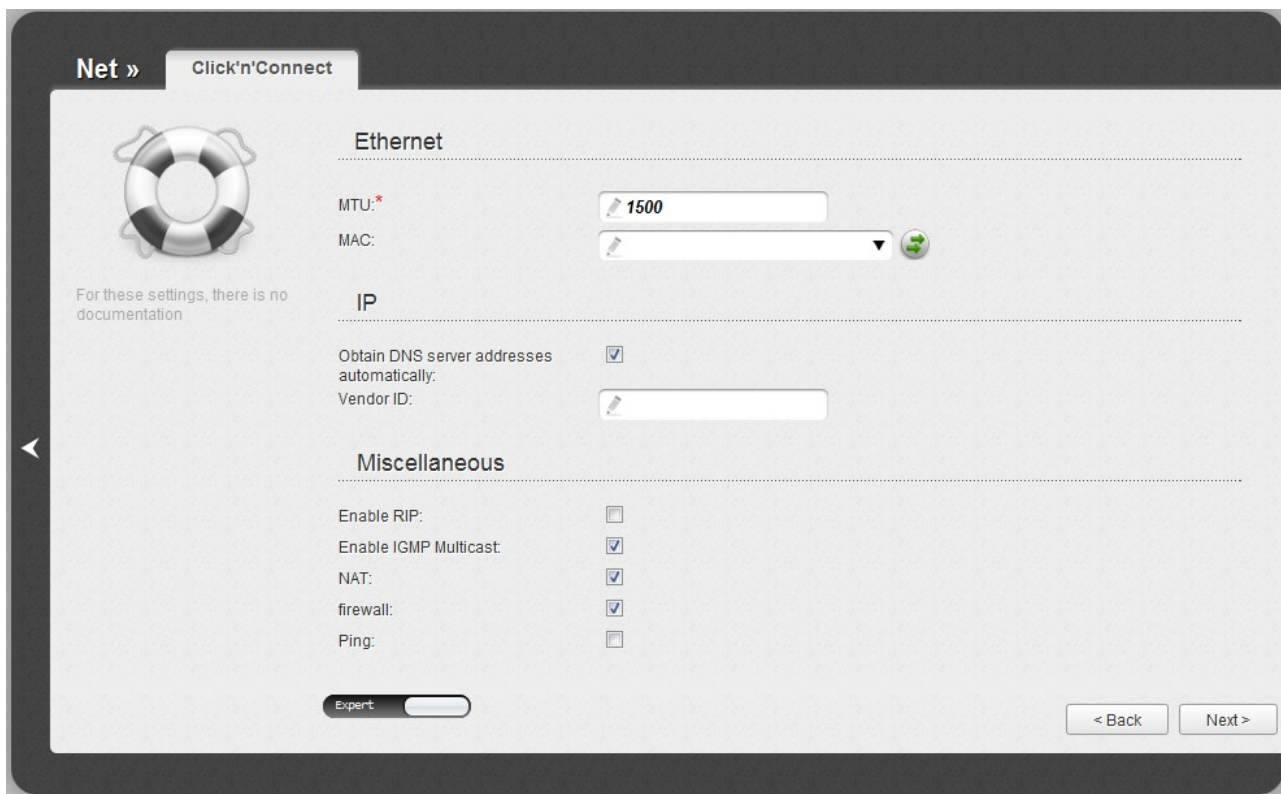 Net »
Click'n'Connect
For these settings, there is no
documentation
Ethernet
MTU:*
1500
MAC:
IP
Obtain DNS server addresses
automatically:
Vendor ID:
Miscellaneous
Enable RIP:
Enable IGMP Multicast:
NAT:
firewall:
Ping:
Expert
< Back
Next >